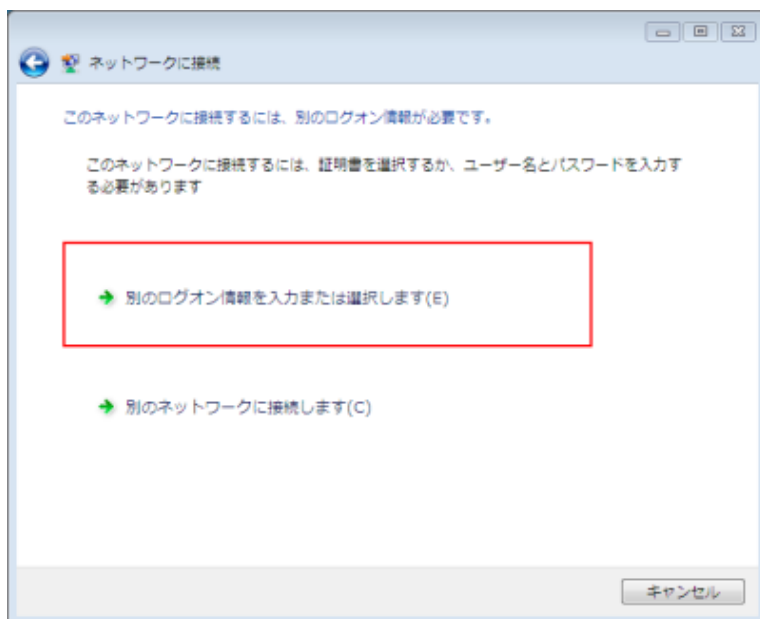 ネットワークに接続
このネットワークに接続するには、別のログオン情報が必要です。
このネットワークに接続するには、証明書を選択するか、ユーザー名とパスワードを入力す
る必要があります
別のログオン情報を入力または選択します(E)
別のネットワークに接続します(C)
キャンセル